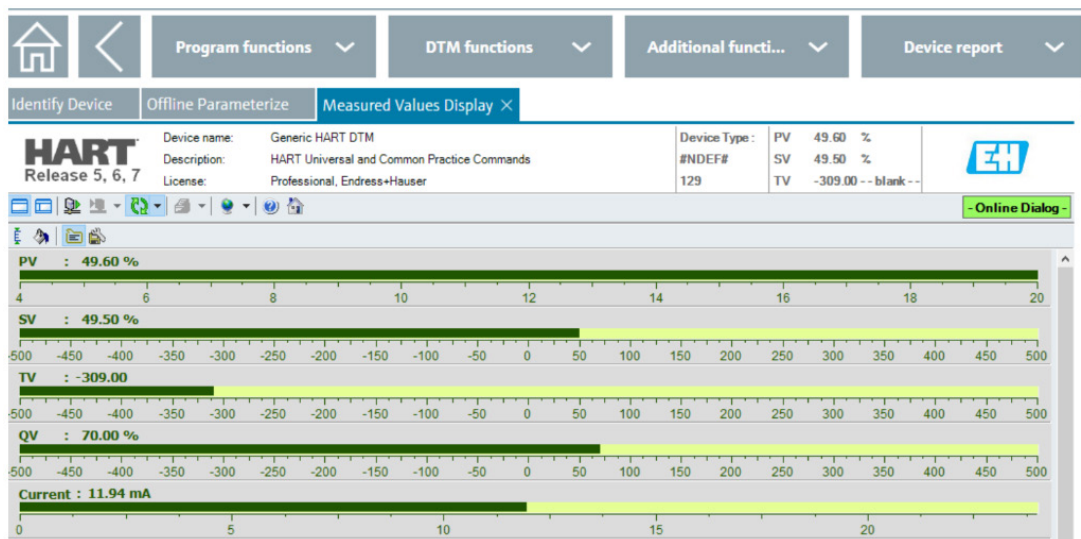 Program functions DTM functions Additional functi... Device report
Identify Device Offline Parameterize Measured Values Display ×
HART
Release 5, 6, 7
Device name: Generic HART DTM
Description: HART Universal and Common Practice Commands
License: Professional, Endress+Hauser
Device Type : PV 49.60 %
#NDEF# SV 49.50 %
129 TV -309.00 - - blank - -
EH
- Online Dialog -
PV : 49.60 %
4 6 8 10 12 14 16 18 20
SV : 49.50 %
-500 -450 -400 -350 -300 -250 -200 -150 -100 -50 0 50 100 150 200 250 300 350 400 450 500
TV : -309.00
-500 -450 -400 -350 -300 -250 -200 -150 -100 -50 0 50 100 150 200 250 300 350 400 450 500
QV : 70.00 %
-500 -450 -400 -350 -300 -250 -200 -150 -100 -50 0 50 100 150 200 250 300 350 400 450 500
Current : 11.94 mA
0 5 10 15 20